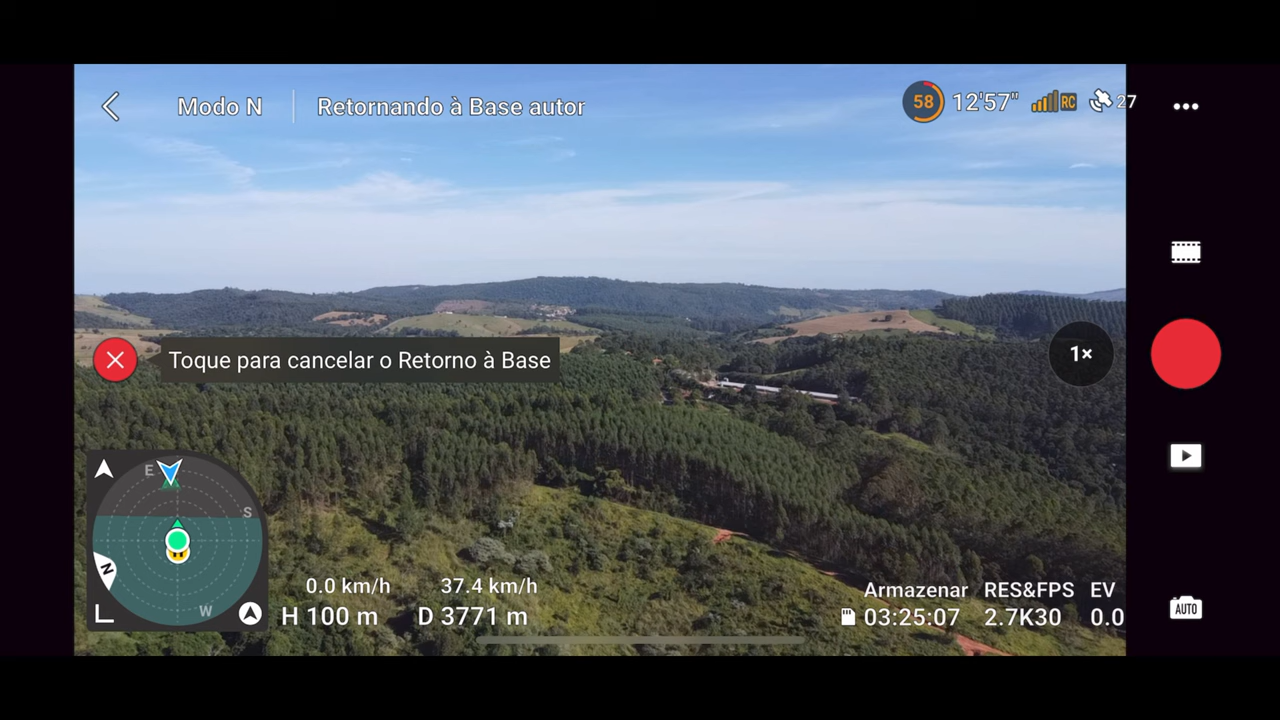 Modo N
Retornando à Base autor
58
12'57"
RC
27
1×
Toque para cancelar o Retorno à Base
E
S
N
W
0.0 km/h
37.4 km/h
H 100 m
D 3771 m
Armazenar
RES&FPS
EV
03:25:07
2.7K30
0.0
AUTO